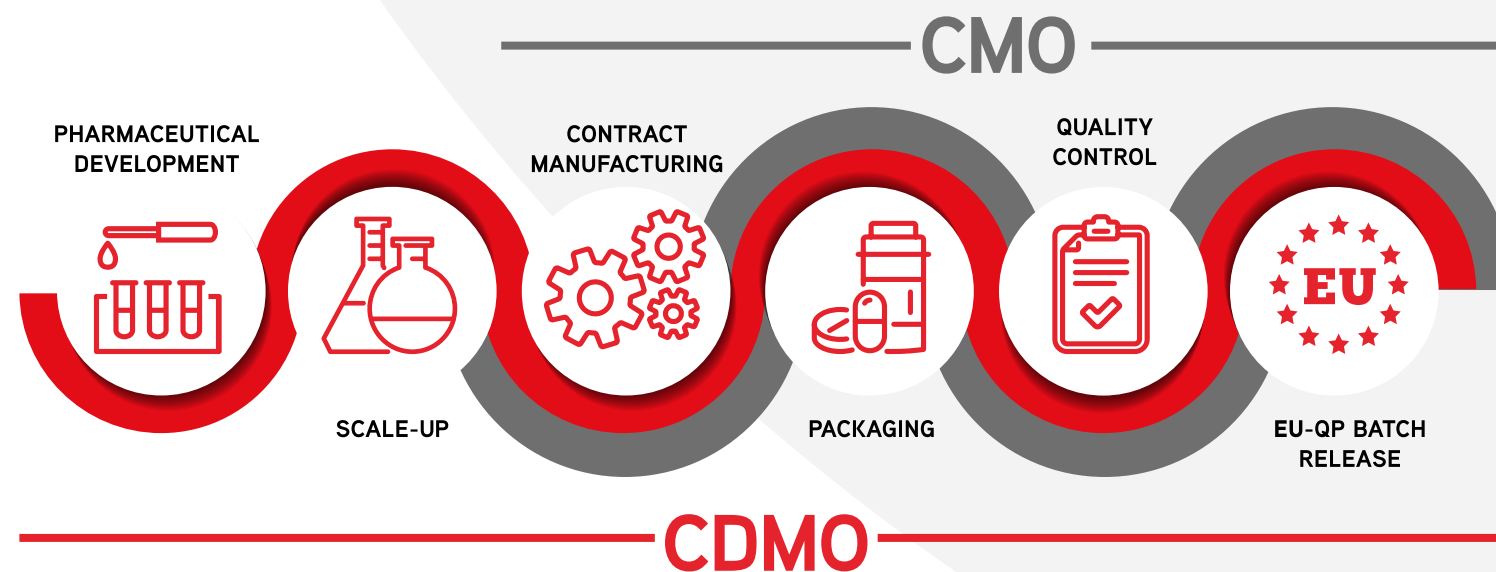 CMO
PHARMACEUTICAL
DEVELOPMENT
SCALE-UP
CONTRACT
MANUFACTURING
PACKAGING
QUALITY
CONTROL
EU
EU-QP BATCH
RELEASE
CDMO